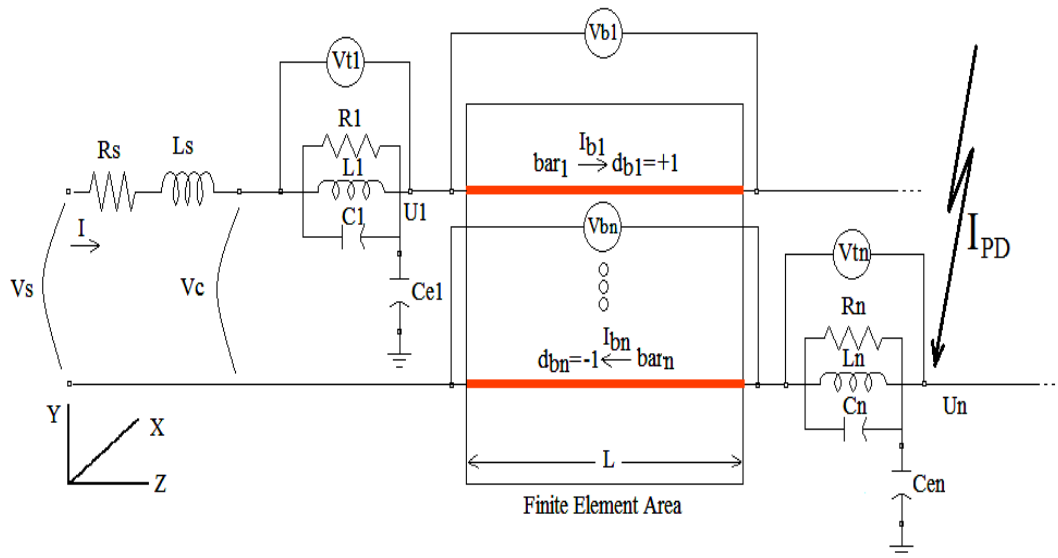 Vb1
Vt1
R1
Rs
Ls
L1
C1
U1
bar1
Ib1
db1=+1
I
Vs
Vc
Ce1
Vbn
IPD
Vtn
Rn
Ibn
dbn=-1
barn
Ln
Cn
Un
Y
X
Z
L
Cen
Finite Element Area